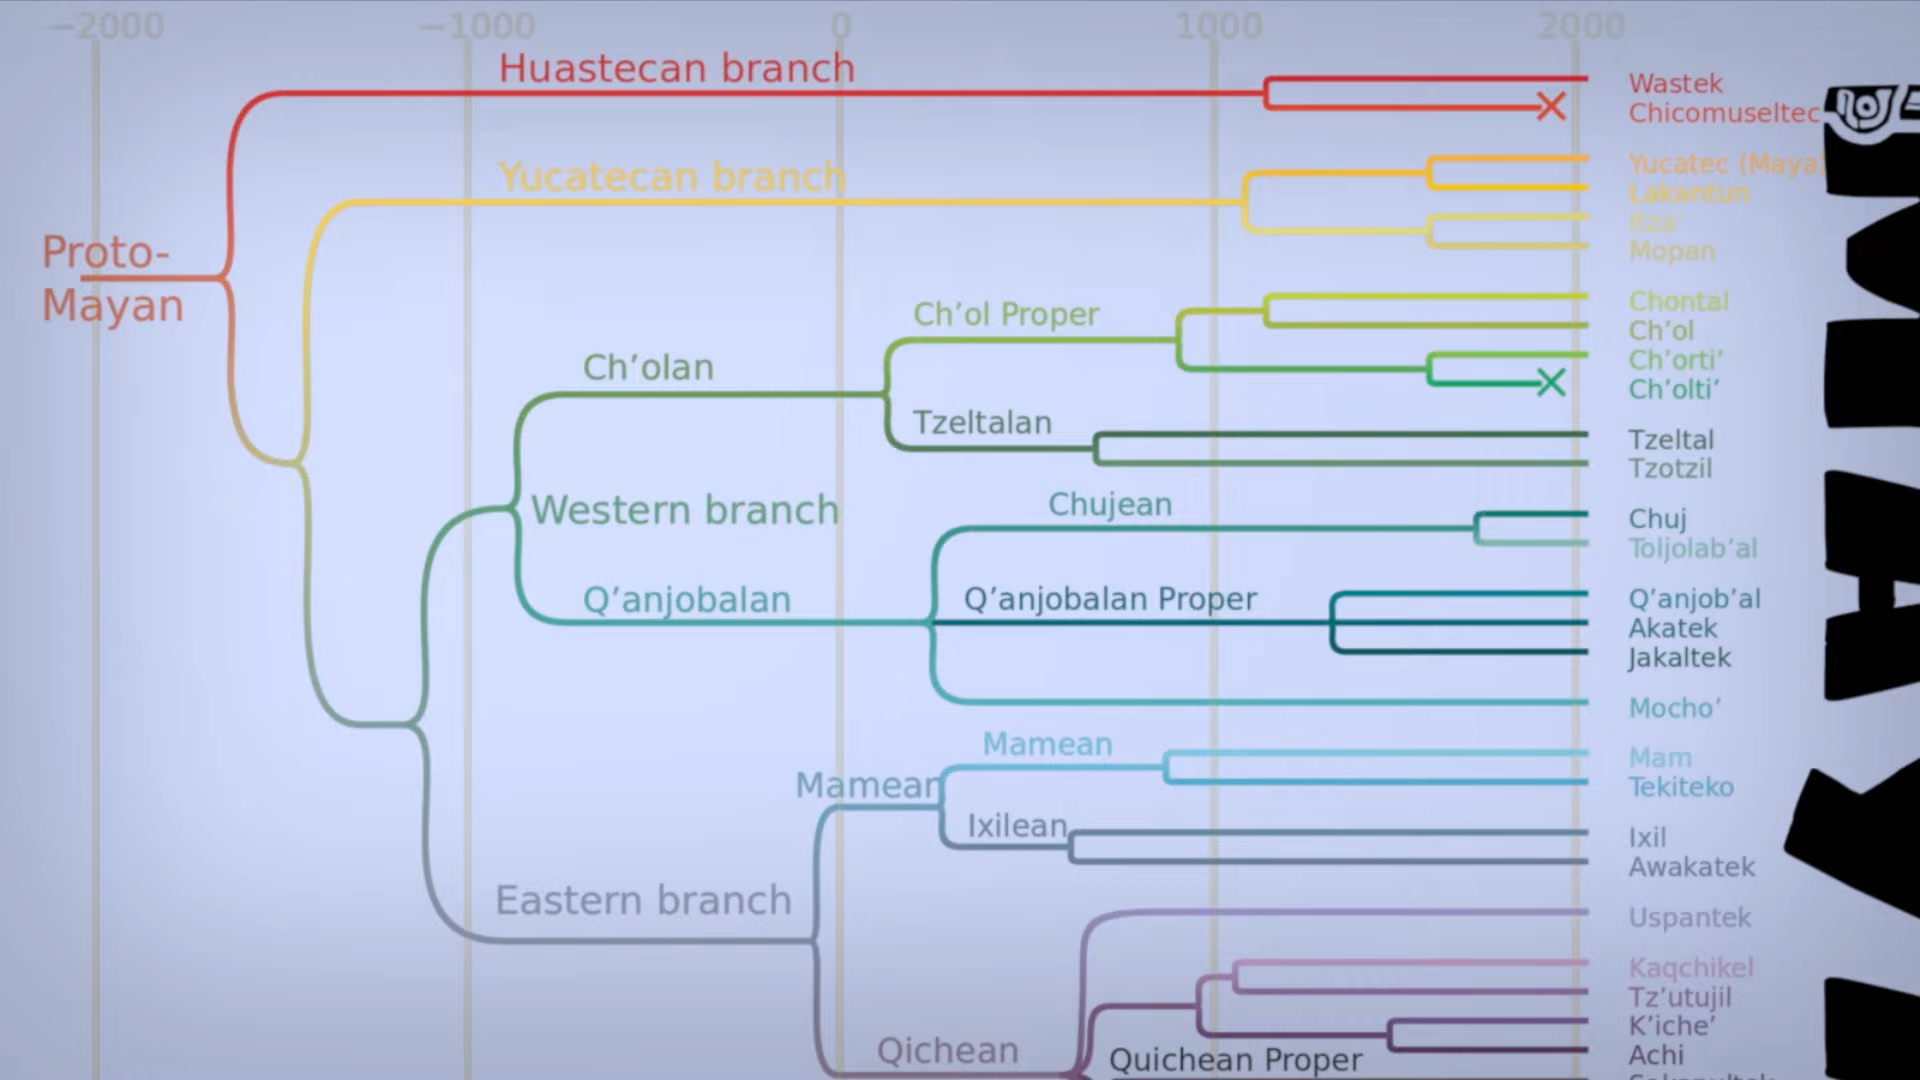 −2000 −1000 0 1000 2000
Huastecan branch
Wastek
Chicomuseltec
Yucatecan branch
Yucatec (Maya)
Lakantun
Itza'
Mopan
Proto-
Mayan
Ch’ol Proper
Chontal
Ch’ol
Ch’olan
Ch’orti’
Ch’olti’
Tzeltalan
Tzeltal
Tzotzil
Western branch
Chujean
Chuj
Toljolab’al
Q’anjobalan
Q’anjobalan Proper
Q’anjob’al
Akatek
Jakaltek
Mocho’
Mamean
Mam
Mamean
Tekiteko
Ixilean
Ixil
Awakatek
Eastern branch
Uspantek
Kaqchikel
Tz’utujil
K’iche’
Qichean
Quichean Proper
Achi